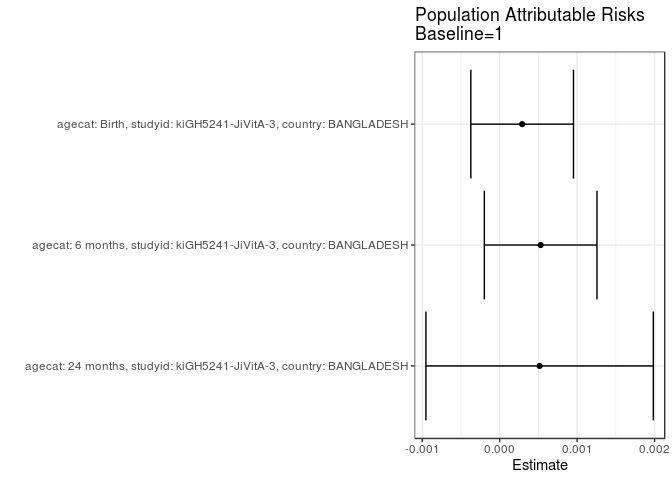 Population Attributable Risks
Baseline=1
agecat: Birth, studyid: kiGH5241-JiVitA-3, country: BANGLADESH
agecat: 6 months, studyid: kiGH5241-JiVitA-3, country: BANGLADESH
agecat: 24 months, studyid: kiGH5241-JiVitA-3, country: BANGLADESH
-0.001 0.000 0.001 0.002
Estimate